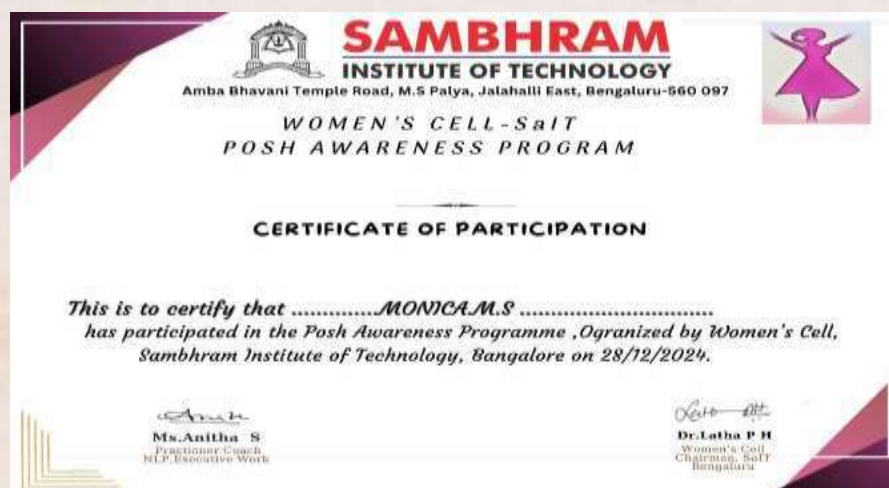 SAMBHRAM
INSTITUTE OF TECHNOLOGY
Amba Bhavani Temple Road, M.S Palya, Jalahalli East, Bengaluru-560 097
WOMEN'S CELL-SaIT
POSH AWARENESS PROGRAM
CERTIFICATE OF PARTICIPATION
This is to certify that .............MONICA.M.S ...............................
has participated in the Posh Awareness Programme ,Ogranized by Women's Cell,
Sambhram Institute of Technology, Bangalore on 28/12/2024.
Ms.Anitha S
Practioner Coach
NLP,Executive Work
Dr.Latha P H
Women's Cell
Chairman, SaIT
Bengaluru